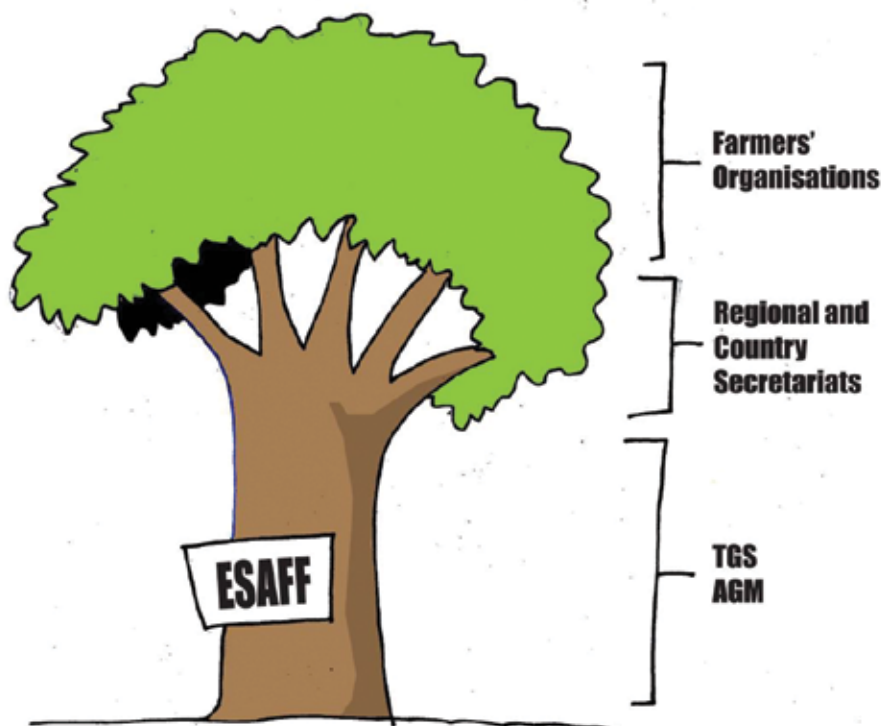 Farmers'
Organisations
Regional and
Country
Secretariats
ESAFF
TGS
AGM